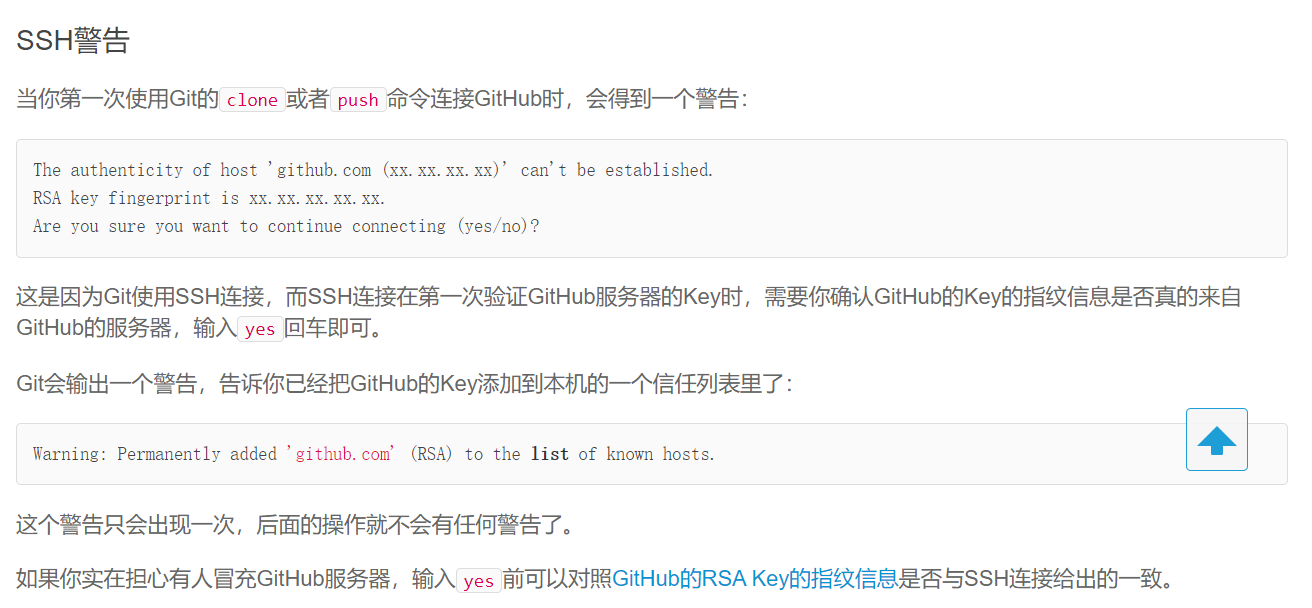 SSH警告
当你第一次使用Git的clone或者push命令连接GitHub时，会得到一个警告：
The authenticity of host 'github.com (xx.xx.xx.xx)' can't be established.
RSA key fingerprint is xx.xx.xx.xx.xx.
Are you sure you want to continue connecting (yes/no)?
这是因为Git使用SSH连接，而SSH连接在第一次验证GitHub服务器的Key时，需要你确认GitHub的Key的指纹信息是否真的来自
GitHub的服务器，输入yes回车即可。
Git会输出一个警告，告诉你已经把GitHub的Key添加到本机的一个信任列表里了：
Warning: Permanently added 'github.com' (RSA) to the list of known hosts.
这个警告只会出现一次，后面的操作就不会有任何警告了。
如果你实在担心有人冒充GitHub服务器，输入yes前可以对照GitHub的RSA Key的指纹信息是否与SSH连接给出的一致。